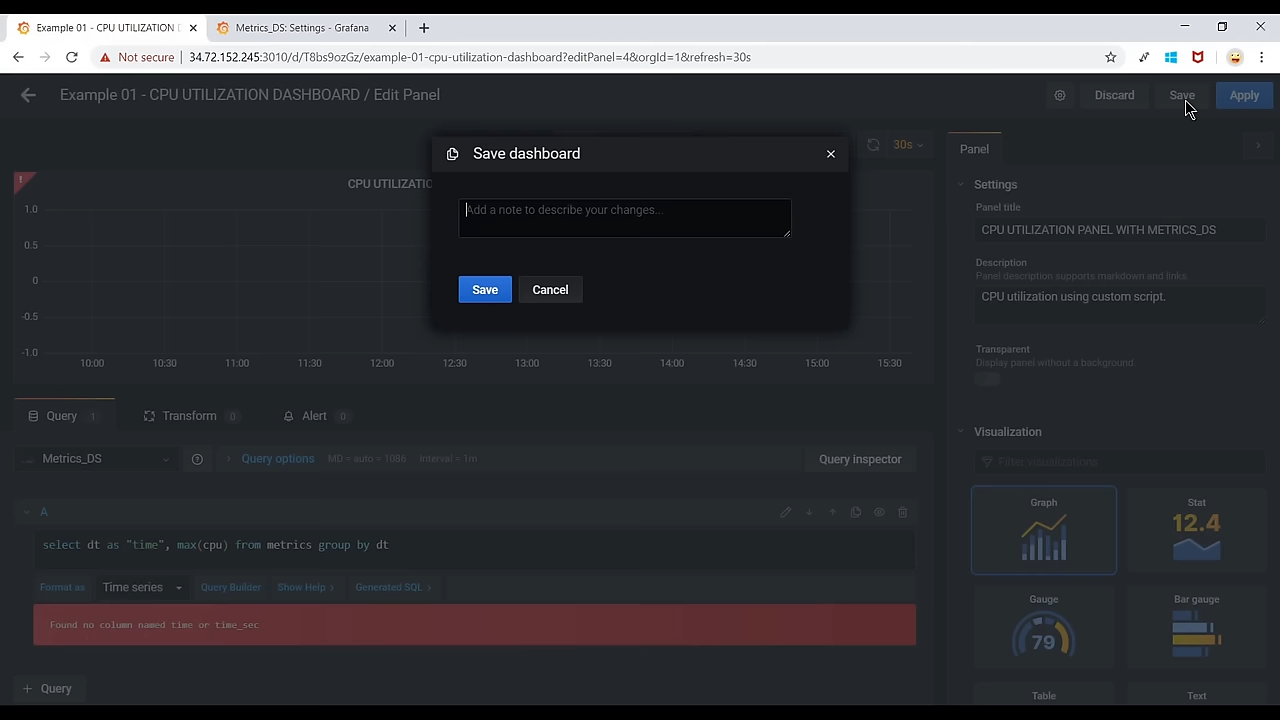 Example 01 - CPU UTILIZATION D
Metrics_DS: Settings - Grafana
Not secure
34.72.152.245:3010/d/T8bs9ozGz/example-01-cpu-utilization-dashboard?editPanel=4&orgId=1&refresh=30s
Example 01 - CPU UTILIZATION DASHBOARD / Edit Panel
Discard
Save
Apply
Save dashboard
30s
Panel
CPU UTILIZATIO
Add a note to describe your changes...
Save
Cancel
1.0
0.5
0
-0.5
-1.0
10:00
10:30
11:00
11:30
12:00
12:30
13:00
13:30
14:00
14:30
15:00
15:30
Settings
Panel title
CPU UTILIZATION PANEL WITH METRICS_DS
Description
Panel description supports markdown and links.
CPU utilization using custom script.
Transparent
Display panel without a background.
Query 1
Transform 0
Alert 0
Metrics_DS
Query options
MD = auto = 1086
Interval = 1m
Query inspector
A
select dt as "time", max(cpu) from metrics group by dt
Format as
Time series
Query Builder
Show Help >
Generated SQL >
Found no column named time or time_sec
+ Query
Visualization
Filter visualizations
Graph
Stat
12.4
Gauge
79
Bar gauge
Table
Text